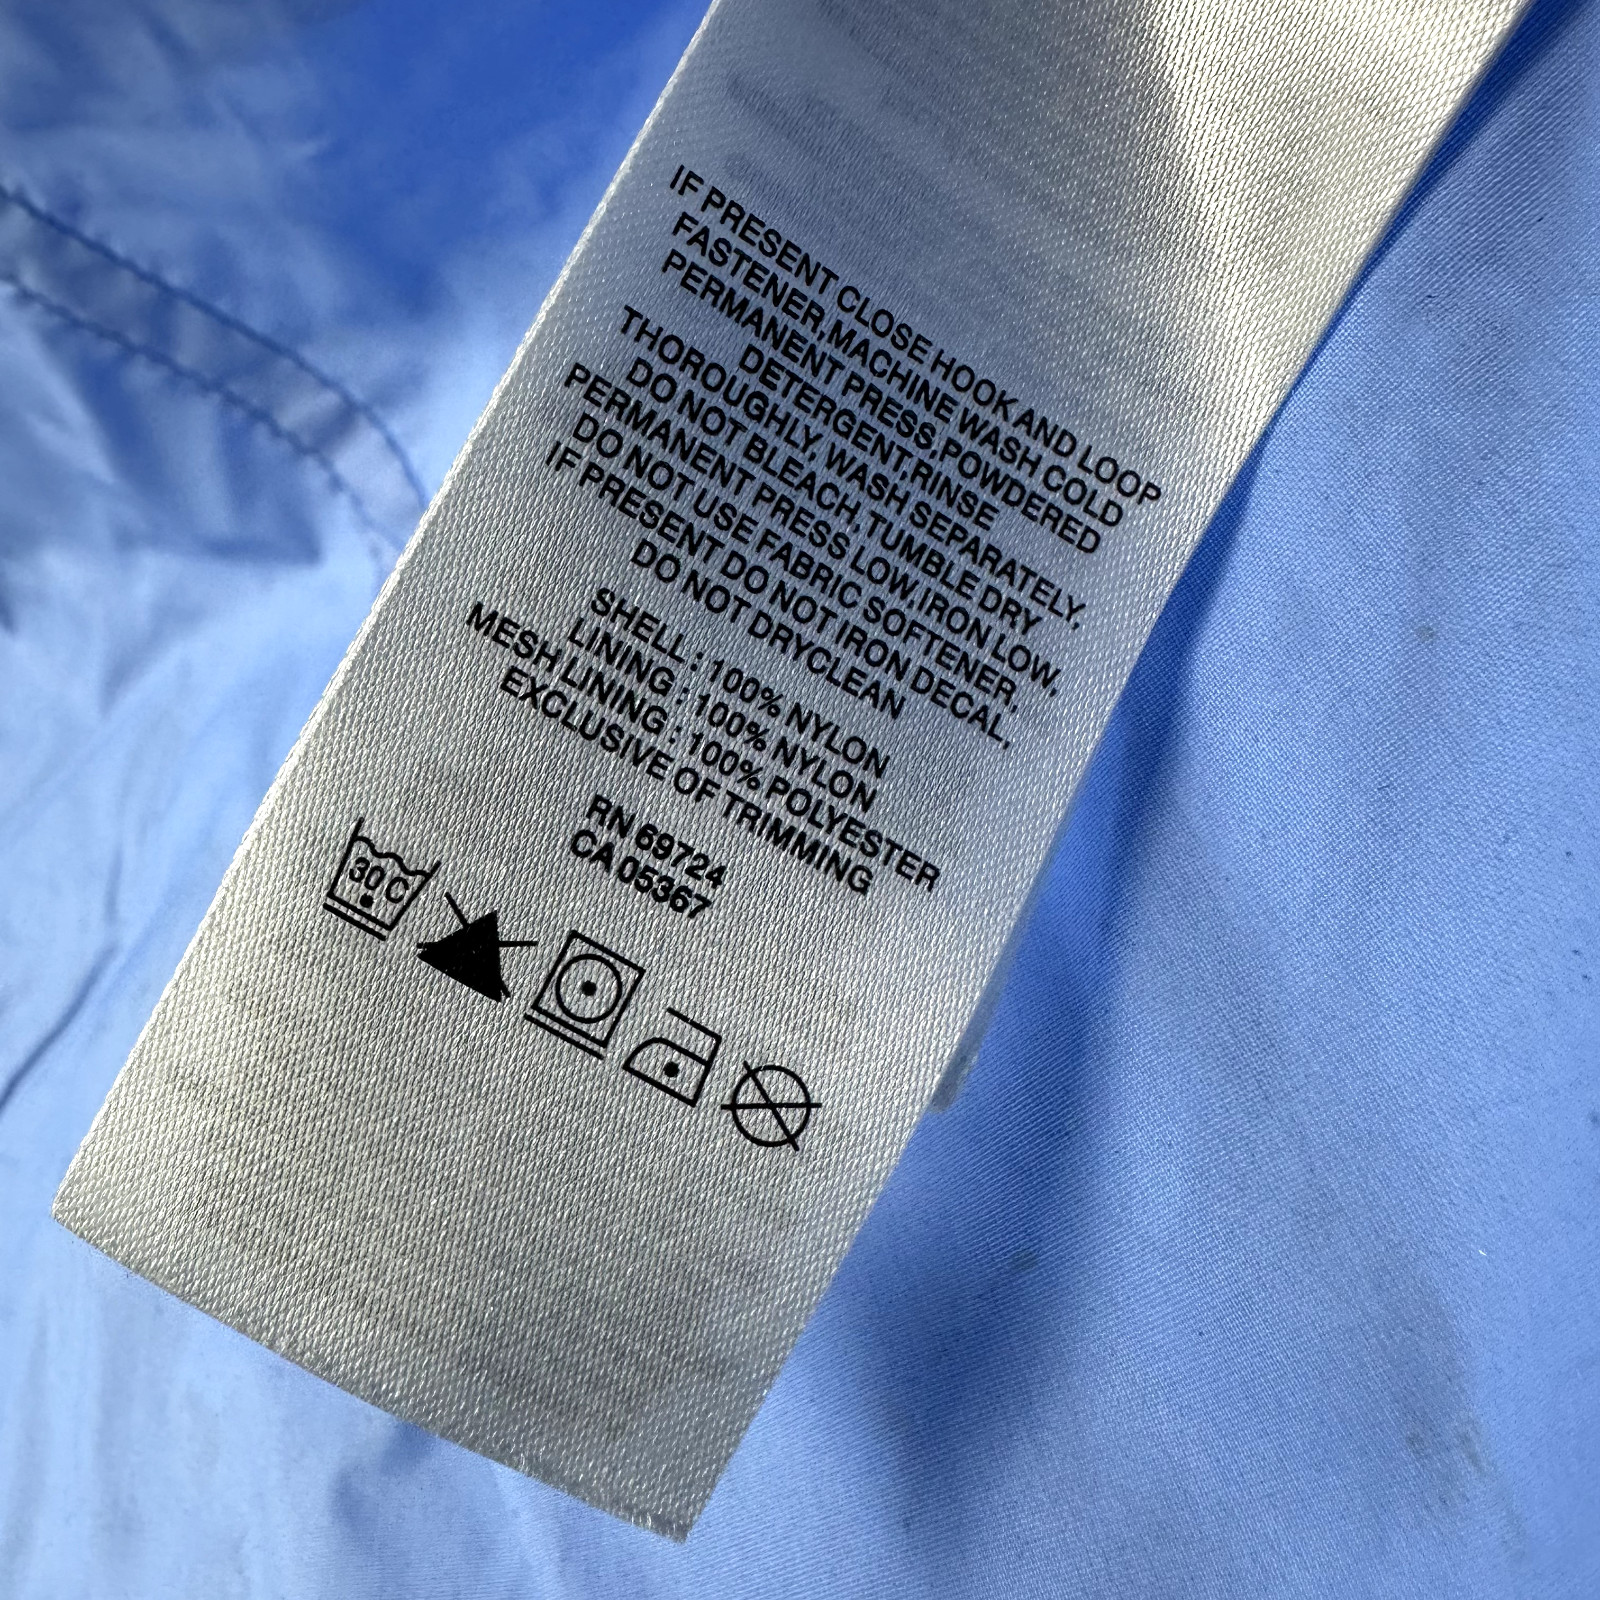 IF PRESENT CLOSE HOOK AND LOOP
FASTENER, MACHINE WASH COLD
PERMANENT PRESS, POWDERED
DETERGENT, RINSE
THOROUGHLY, WASH SEPARATELY,
DO NOT BLEACH, TUMBLE DRY
PERMANENT PRESS LOW, IRON LOW,
DO NOT USE FABRIC SOFTENER,
IF PRESENT DO NOT IRON DECAL,
DO NOT DRYCLEAN
SHELL : 100% NYLON
LINING : 100% NYLON
MESH LINING : 100% POLYESTER
EXCLUSIVE OF TRIMMING
RN 69724
CA 05367
30 C